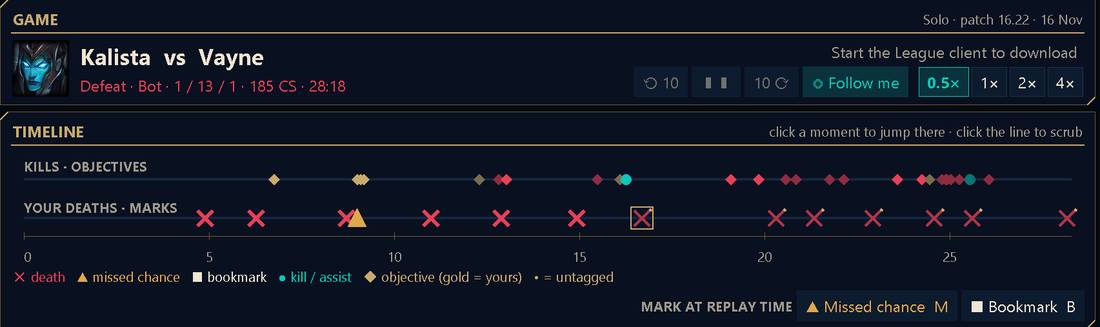 GAME
Solo · patch 16.22 · 16 Nov
Kalista vs Vayne
Start the League client to download
Defeat · Bot · 1 / 13 / 1 · 185 CS · 28:18
10
10
Follow me
0.5×
1×
2×
4×
TIMELINE
click a moment to jump there · click the line to scrub
KILLS · OBJECTIVES
YOUR DEATHS · MARKS
0 5 10 15 20 25
death
missed chance
bookmark
kill / assist
objective (gold = yours)
• = untagged
MARK AT REPLAY TIME
Missed chance M
Bookmark B